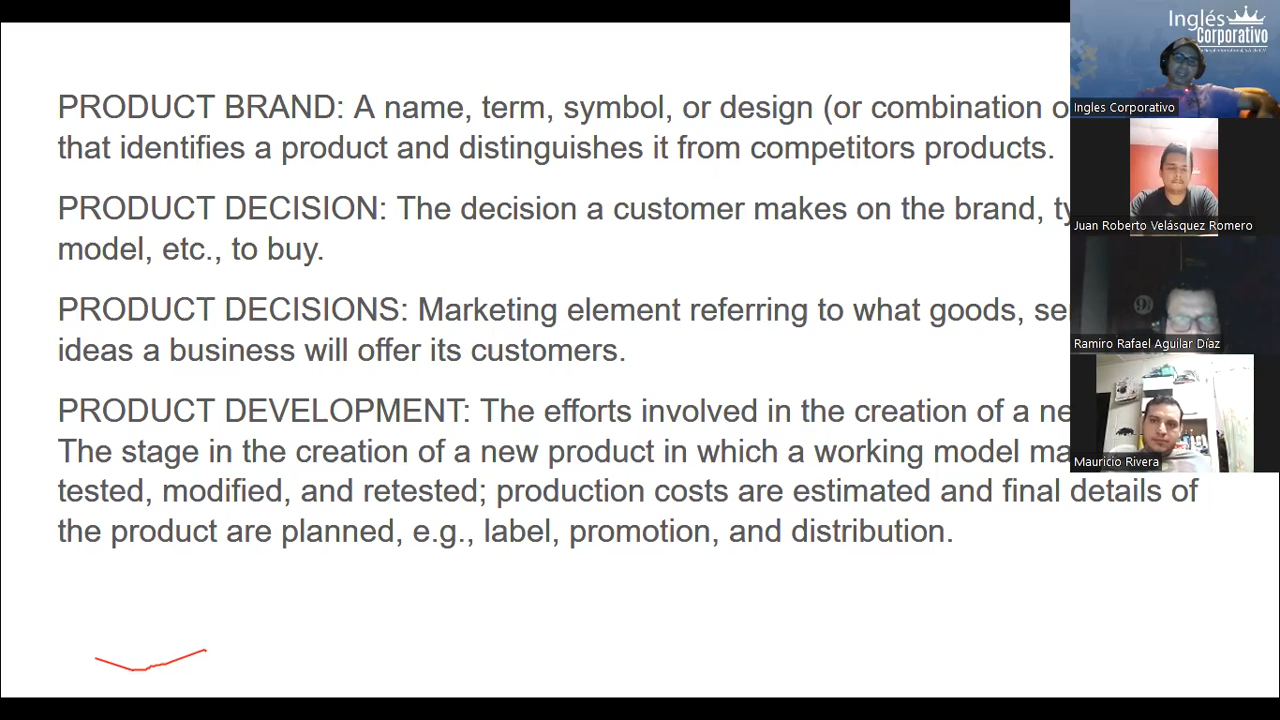 PRODUCT BRAND: A name, term, symbol, or design (or combination
that identifies a product and distinguishes it from competitors products.
PRODUCT DECISION: The decision a customer makes on the brand,
model, etc., to buy.
PRODUCT DECISIONS: Marketing element referring to what goods,
ideas a business will offer its customers.
PRODUCT DEVELOPMENT: The efforts involved in the creation of a
The stage in the creation of a new product in which a working model
tested, modified, and retested; production costs are estimated and final details of
the product are planned, e.g., label, promotion, and distribution.
Inglés
Corporativo
Ingles Corporativo
Juan Roberto Velásquez Romero
Ramiro Rafael Aguilar Díaz
Mauricio Rivera